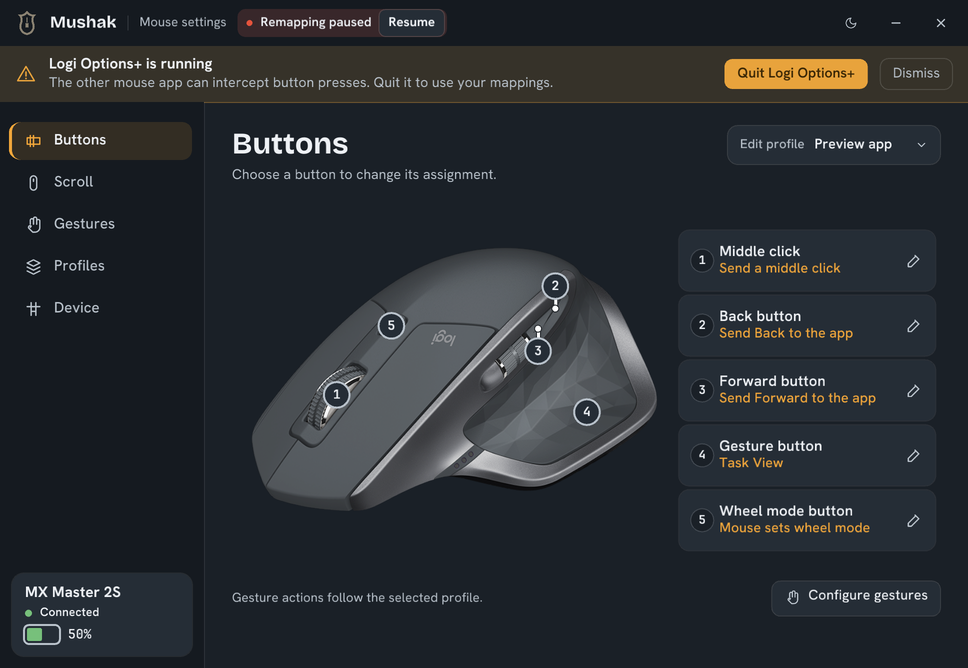 Mushak
Mouse settings
Remapping paused
Resume
Logi Options+ is running
The other mouse app can intercept button presses. Quit it to use your mappings.
Quit Logi Options+
Dismiss
Buttons
Scroll
Gestures
Profiles
Device
MX Master 2S
Connected
50%
Buttons
Choose a button to change its assignment.
Edit profile Preview app
logi
1
2
3
4
5
1 Middle click
Send a middle click
2 Back button
Send Back to the app
3 Forward button
Send Forward to the app
4 Gesture button
Task View
5 Wheel mode button
Mouse sets wheel mode
Gesture actions follow the selected profile.
Configure gestures